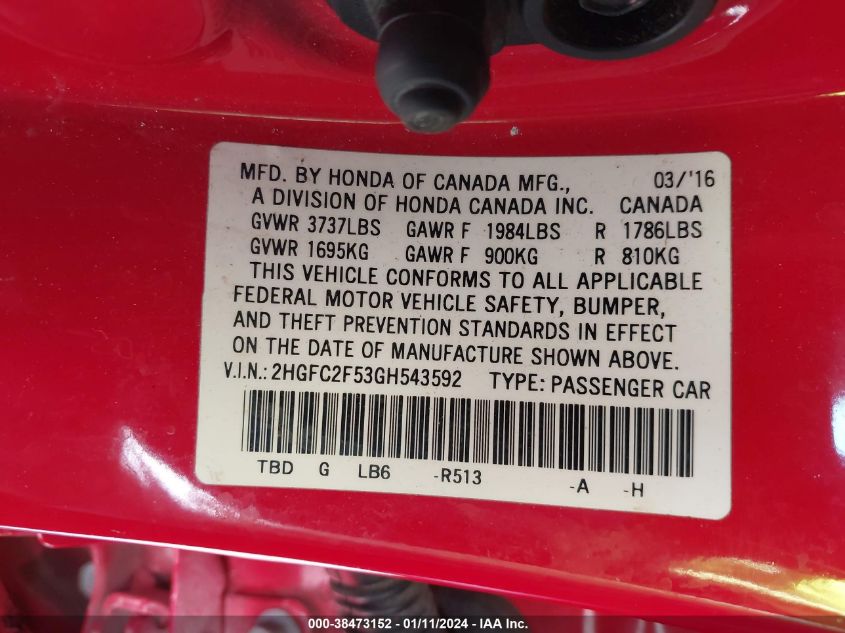 MFD. BY HONDA OF CANADA MFG., 03/'16
A DIVISION OF HONDA CANADA INC. CANADA
GVWR 3737LBS GAWR F 1984LBS R 1786LBS
GVWR 1695KG GAWR F 900KG R 810KG
THIS VEHICLE CONFORMS TO ALL APPLICABLE
FEDERAL MOTOR VEHICLE SAFETY, BUMPER,
AND THEFT PREVENTION STANDARDS IN EFFECT
ON THE DATE OF MANUFACTURE SHOWN ABOVE.
V.I.N.: 2HGFC2F53GH543592 TYPE: PASSENGER CAR
TBD G LB6 -R513 -A -H
000-38473152 - 01/11/2024 - IAA Inc.